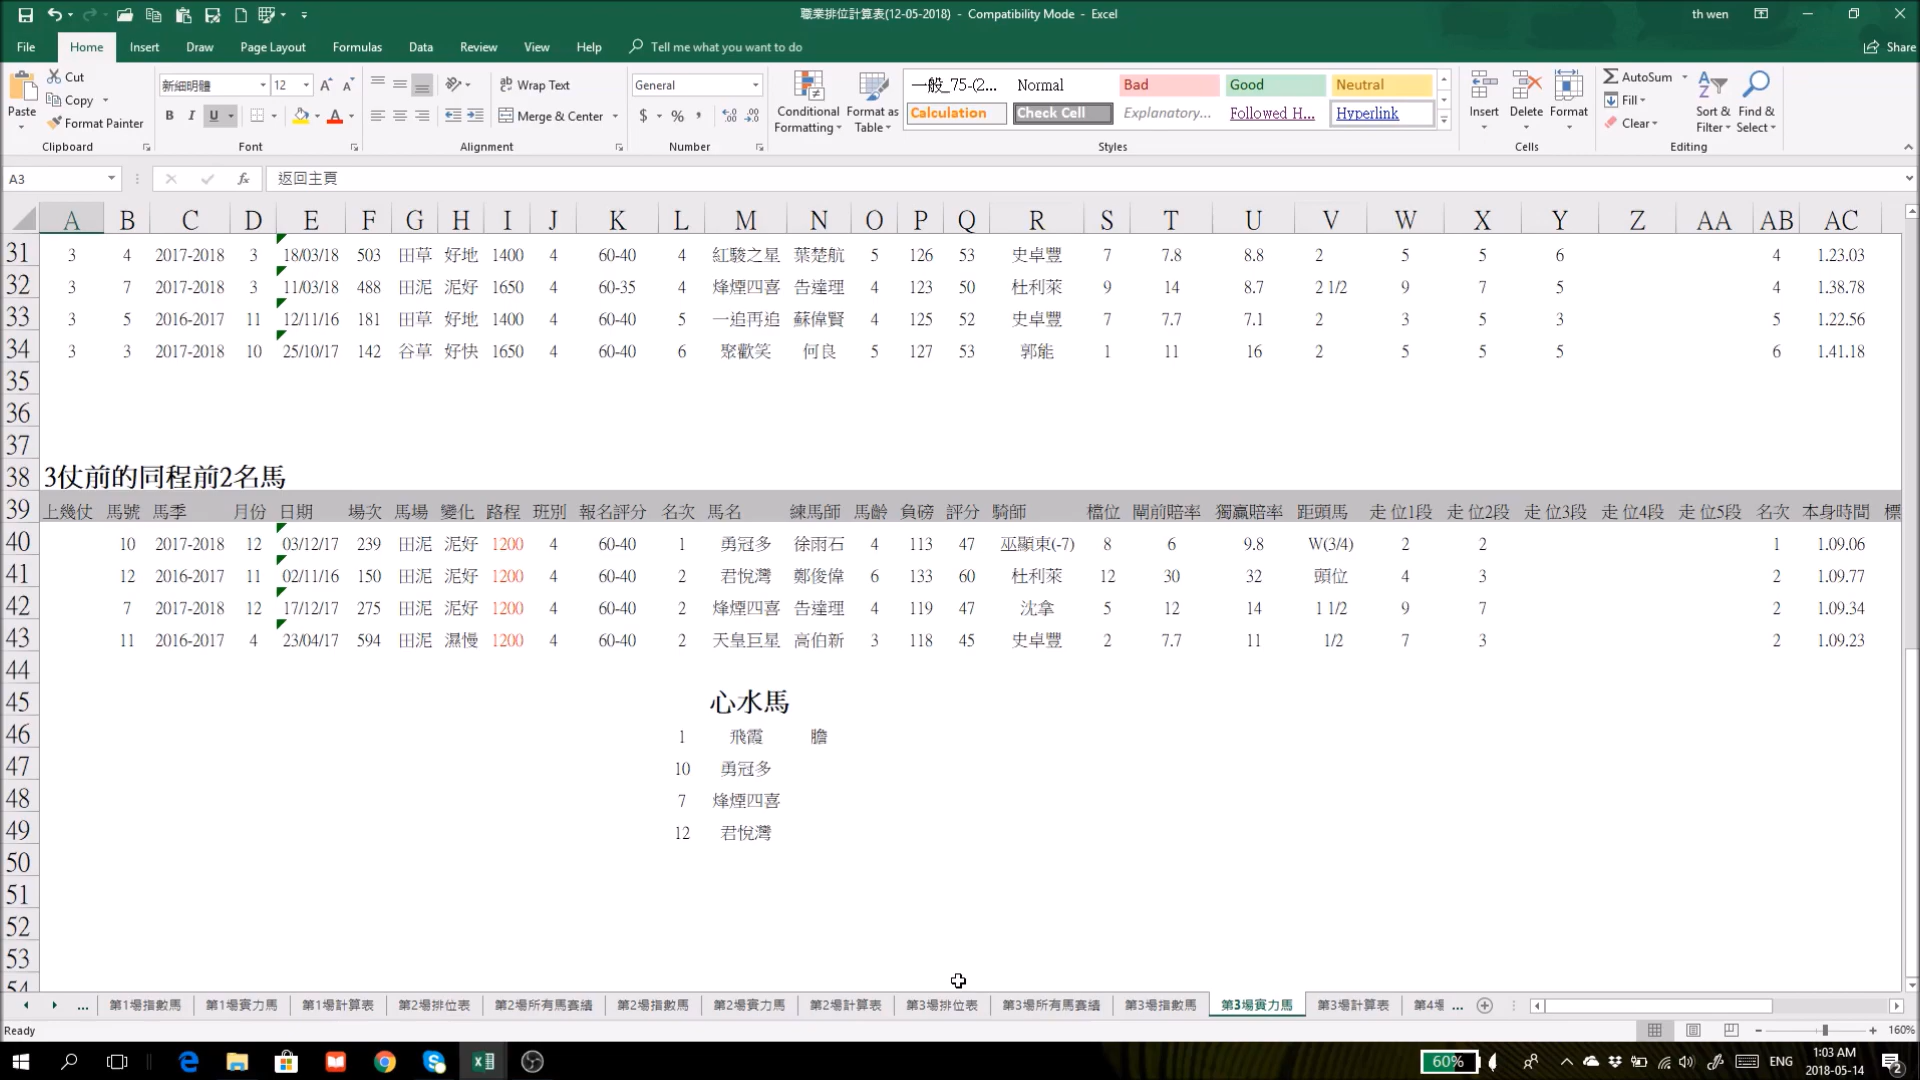 職業排位計算表(12-05-2018) - Compatibility Mode - Excel
th wen
File Home Insert Draw Page Layout Formulas Data Review View Help Tell me what you want to do Share
Paste Cut Copy Format Painter
Clipboard
新細明體 12
B I U
Font
Wrap Text
Merge & Center
Alignment
General
$ % ,
Number
Conditional Formatting Format as Table
一般_75-(2... Normal Bad Good Neutral
Calculation Check Cell Explanatory... Followed H... Hyperlink
Styles
Insert Delete Format
Cells
AutoSum Fill Clear Sort & Filter Find & Select
Editing
A3 fx 返回主頁
A B C D E F G H I J K L M N O P Q R S T U V W X Y Z AA AB AC
31 3 4 2017-2018 3 18/03/18 503 田草 好地 1400 4 60-40 4 紅駿之星 葉楚航 5 126 53 史卓豐 7 7.8 8.8 2 5 5 6 4 1.23.03
32 3 7 2017-2018 3 11/03/18 488 田泥 泥好 1650 4 60-35 4 烽煙四喜 告達理 4 123 50 杜利萊 9 14 8.7 2 1/2 9 7 5 4 1.38.78
33 3 5 2016-2017 11 12/11/16 181 田草 好地 1400 4 60-40 5 一追再追 蘇偉賢 4 125 52 史卓豐 7 7.7 7.1 2 3 5 3 5 1.22.56
34 3 3 2017-2018 10 25/10/17 142 谷草 好快 1650 4 60-40 6 聚歡笑 何良 5 127 53 郭能 1 11 16 2 5 5 5 6 1.41.18
35
36
37
38 3仗前的同程前2名馬
39 上幾仗 馬號 馬季 月份 日期 場次 馬場 變化 路程 班別 報名評分 名次 馬名 練馬師 馬齡 負磅 評分 騎師 檔位 閘前賠率 獨贏賠率 距頭馬 走位1段 走位2段 走位3段 走位4段 走位5段 名次 本身時間 標
40 10 2017-2018 12 03/12/17 239 田泥 泥好 1200 4 60-40 1 勇冠多 徐雨石 4 113 47 巫顯東(-7) 8 6 9.8 W(3/4) 2 2 1 1.09.06
41 12 2016-2017 11 02/11/16 150 田泥 泥好 1200 4 60-40 2 君悅灣 鄭俊偉 6 133 60 杜利萊 12 30 32 頭位 4 3 2 1.09.77
42 7 2017-2018 12 17/12/17 275 田泥 泥好 1200 4 60-40 2 烽煙四喜 告達理 4 119 47 沈拿 5 12 14 1 1/2 9 7 2 1.09.34
43 11 2016-2017 4 23/04/17 594 田泥 濕慢 1200 4 60-40 2 天皇巨星 高伯新 3 118 45 史卓豐 2 7.7 11 1/2 7 3 2 1.09.23
44
45 心水馬
46 1 飛霞 膽
47 10 勇冠多
48 7 烽煙四喜
49 12 君悅灣
50
51
52
53
54
... 第1場指數馬 第1場實力馬 第1場計算表 第2場排位表 第2場所有馬賽績 第2場指數馬 第2場實力馬 第2場計算表 第3場排位表 第3場所有馬賽績 第3場指數馬 第3場實力馬 第3場計算表 第4場 ...
Ready 160%
60% ENG 1:03 AM
2018-05-14 2